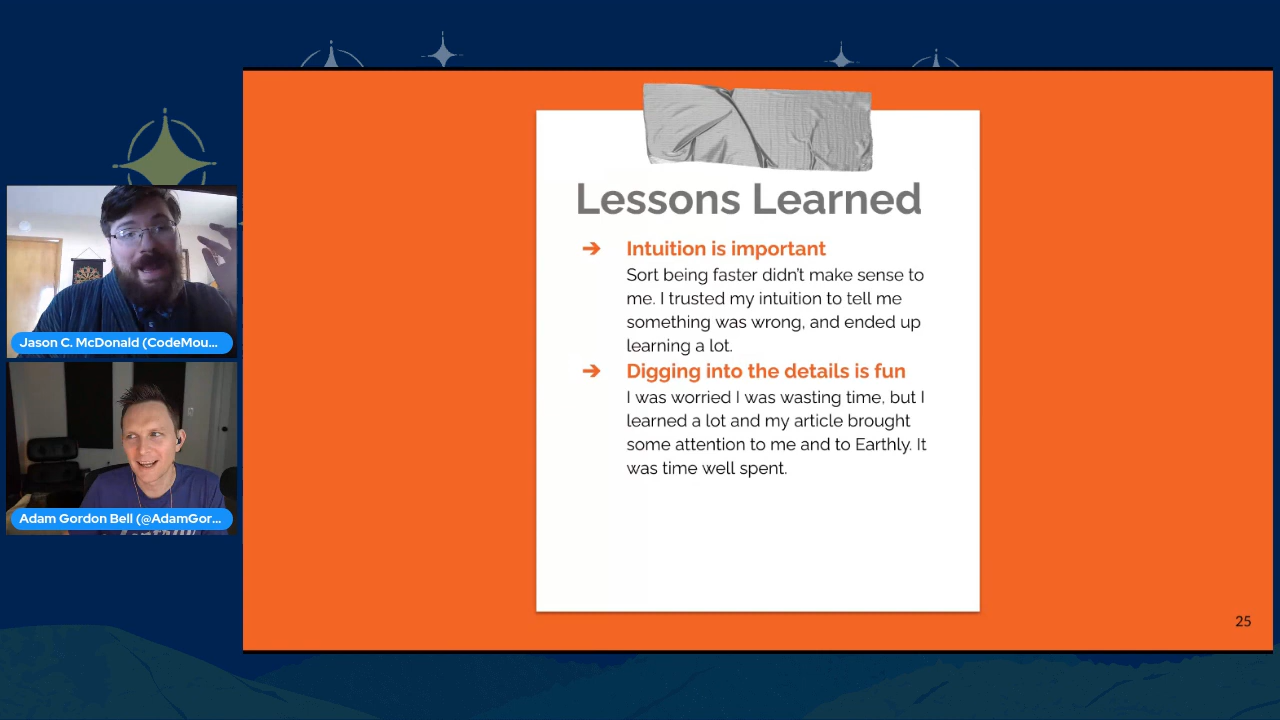 Lessons Learned
➔ Intuition is important
Sort being faster didn't make sense to
me. I trusted my intuition to tell me
something was wrong, and ended up
learning a lot.
➔ Digging into the details is fun
I was worried I was wasting time, but I
learned a lot and my article brought
some attention to me and to Earthly. It
was time well spent.
25
Jason C. McDonald (CodeMou...
Adam Gordon Bell (@AdamGor...